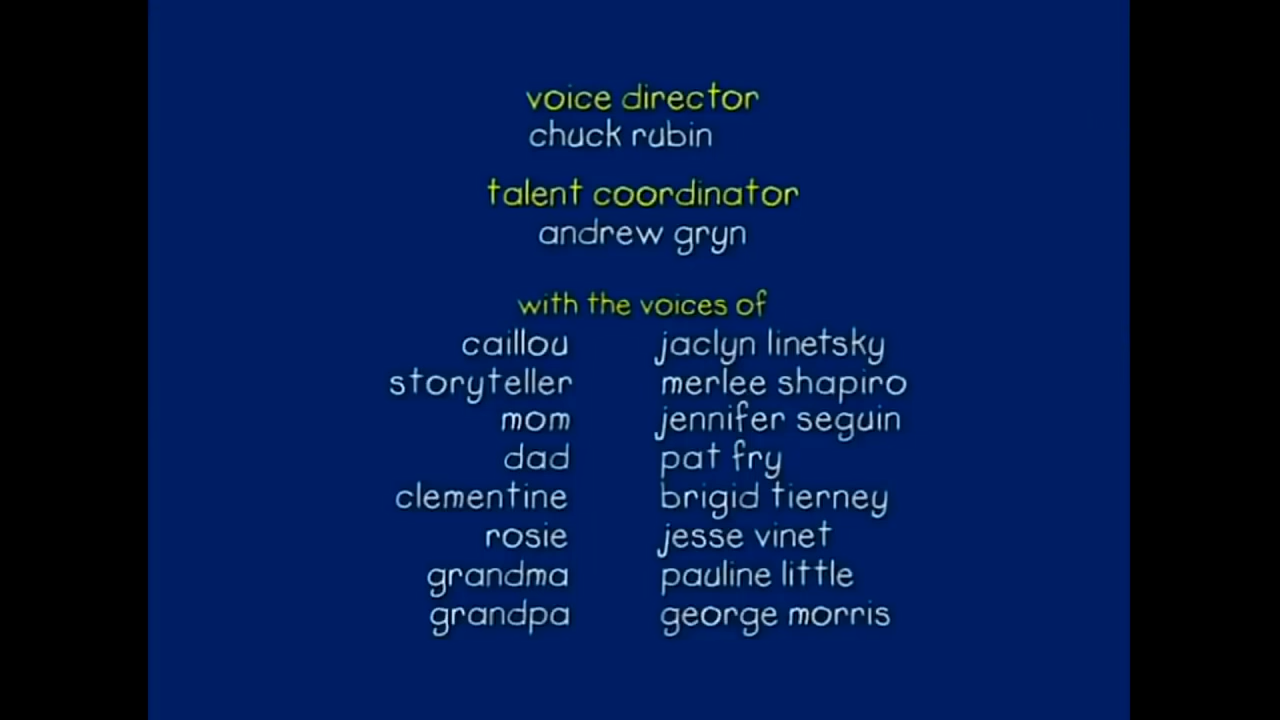 voice director
chuck rubin
talent coordinator
andrew gryn
with the voices of
caillou jaclyn linetsky
storyteller merlee shapiro
mom jennifer seguin
dad pat fry
clementine brigid tierney
rosie jesse vinet
grandma pauline little
grandpa george morris